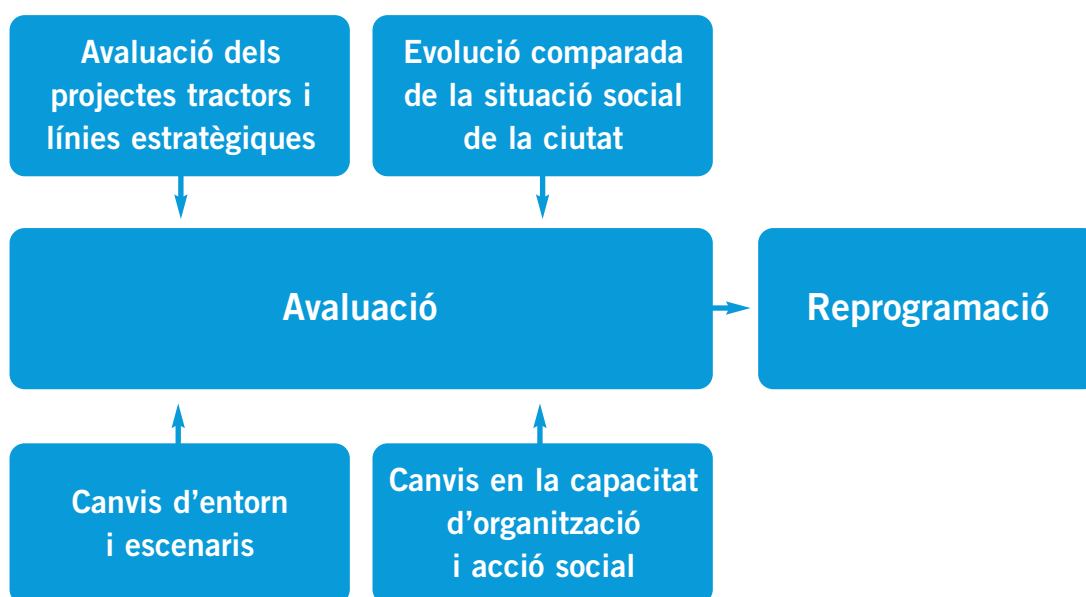 Avaluació dels
projectes tractors i
línies estratègiques
Evolució comparada
de la situació social
de la ciutat
Avaluació
Reprogramació
Canvis d’entorn
i escenaris
Canvis en la capacitat
d’organització
i acció social